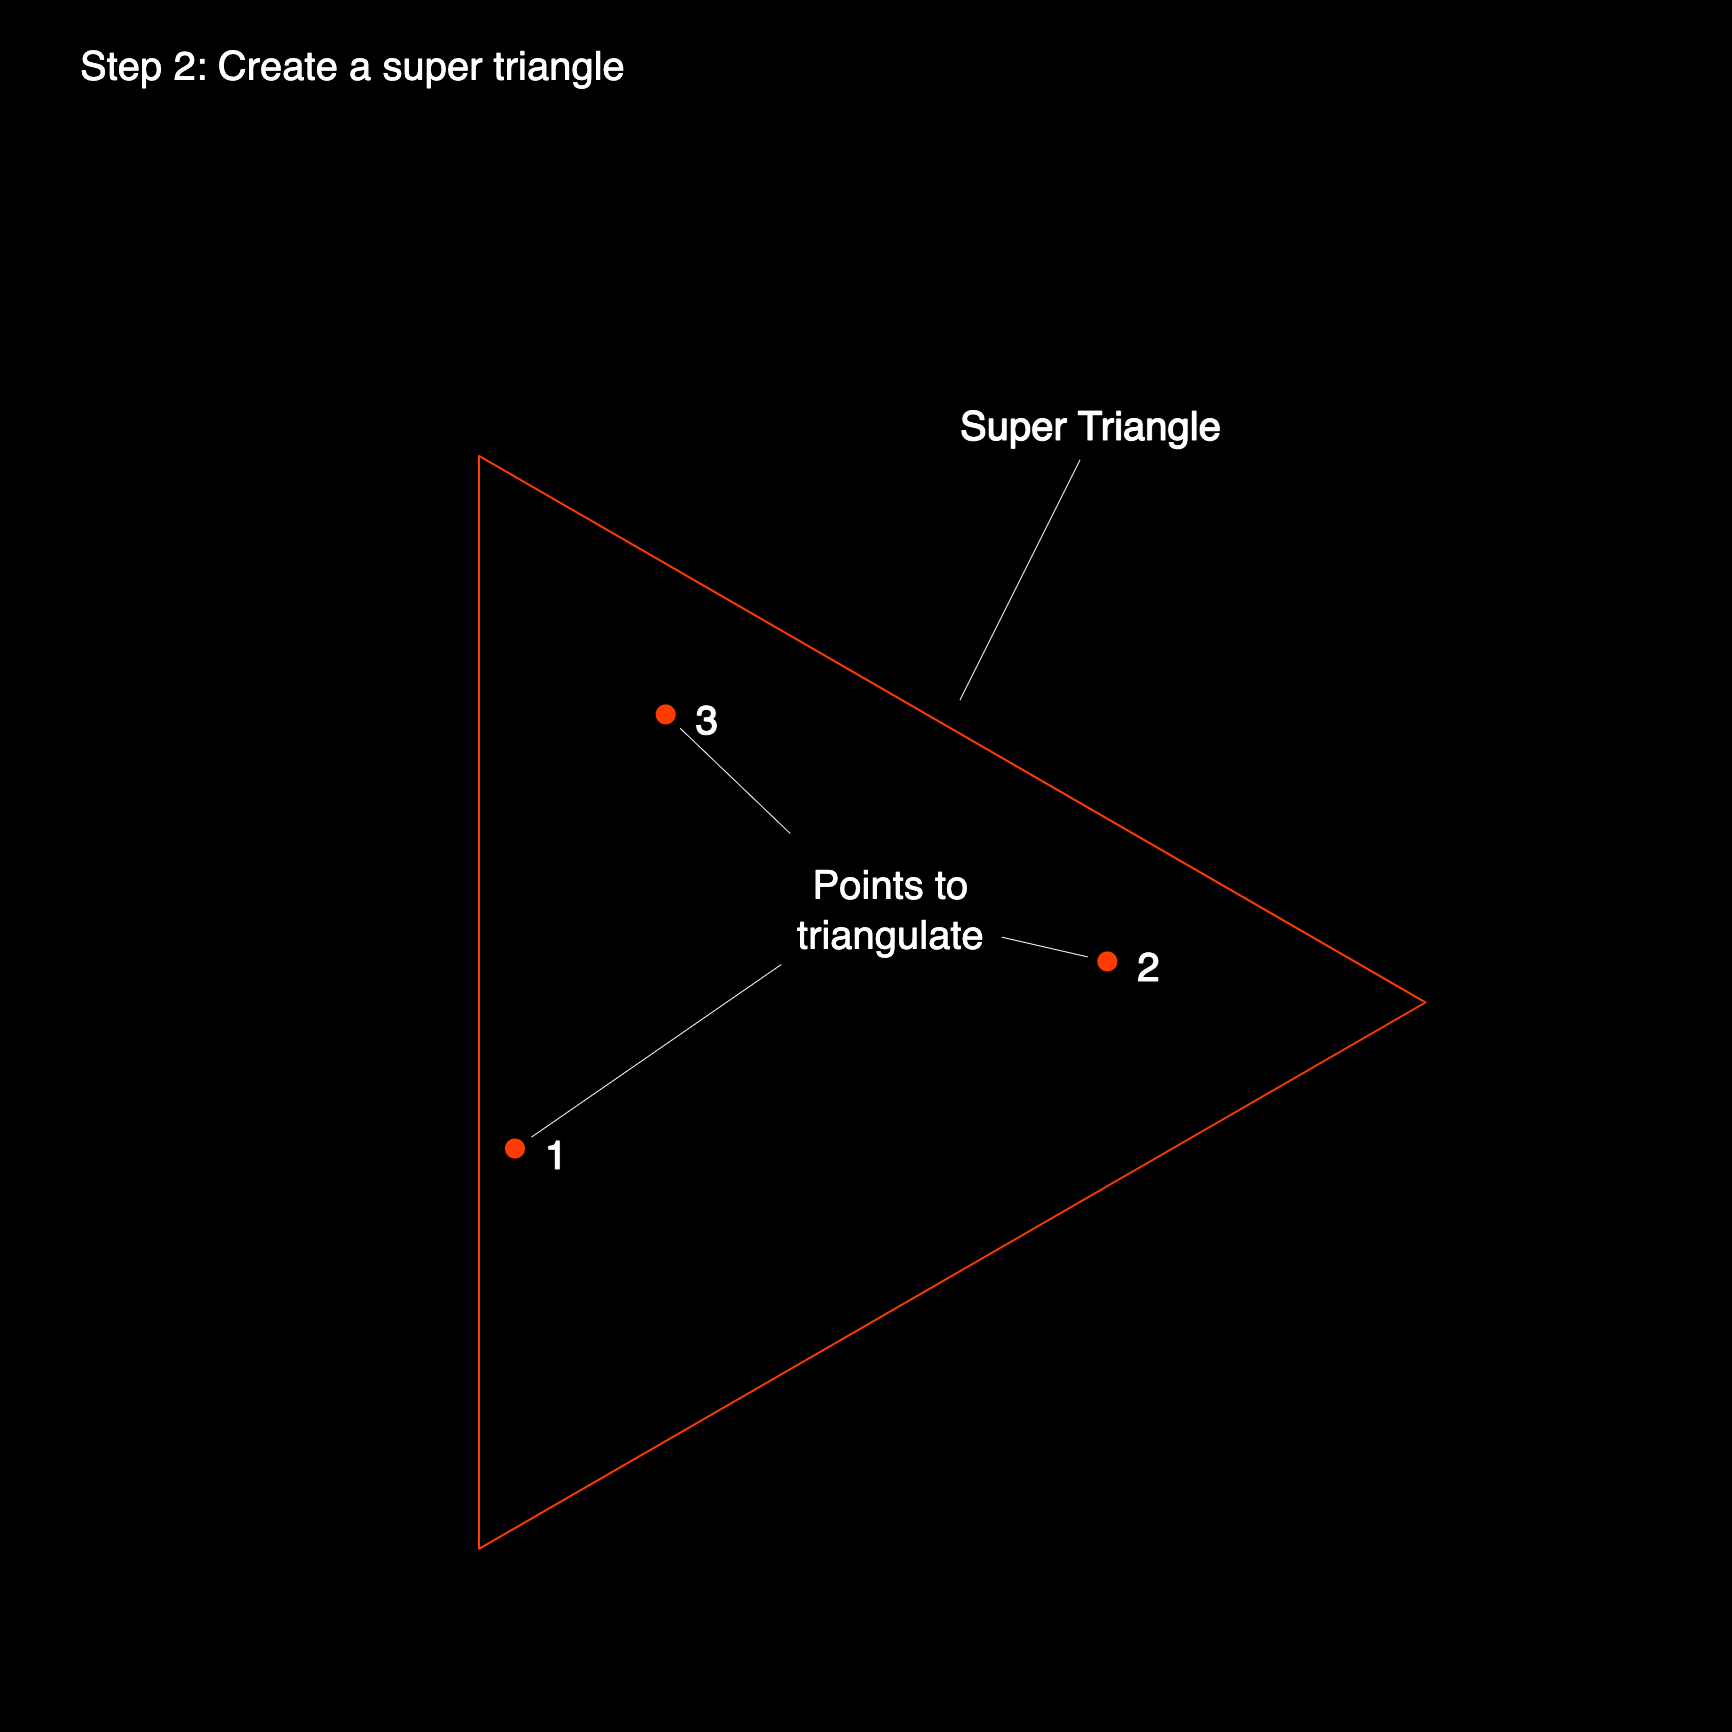 Step 2: Create a super triangle
Super Triangle
3
Points to
triangulate
2
1